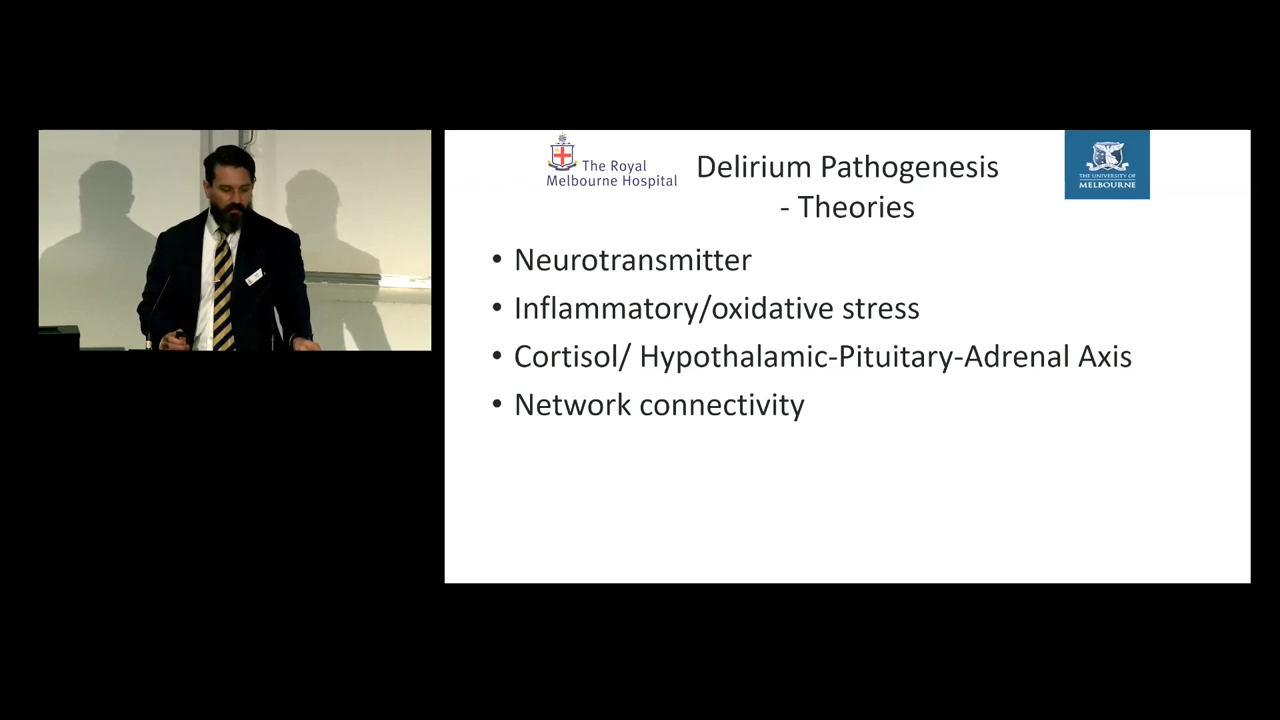 The Royal
Melbourne Hospital
Delirium Pathogenesis
- Theories
THE UNIVERSITY OF
MELBOURNE
• Neurotransmitter
• Inflammatory/oxidative stress
• Cortisol/ Hypothalamic-Pituitary-Adrenal Axis
• Network connectivity